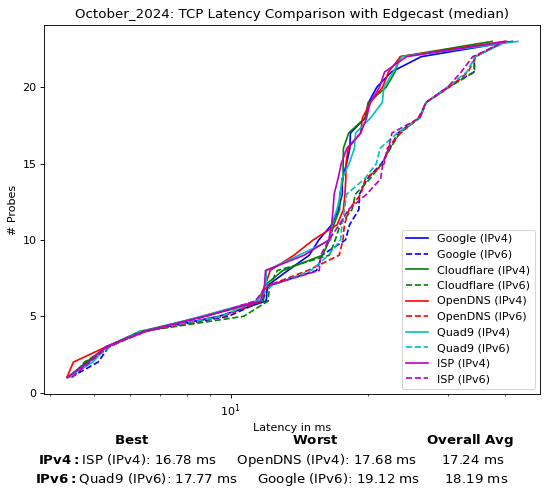 October_2024: TCP Latency Comparison with Edgecast (median)
# Probes
20
15
10
5
0
10¹
Latency in ms
Google (IPv4)
Google (IPv6)
Cloudflare (IPv4)
Cloudflare (IPv6)
OpenDNS (IPv4)
OpenDNS (IPv6)
Quad9 (IPv4)
Quad9 (IPv6)
ISP (IPv4)
ISP (IPv6)
Best Worst Overall Avg
IPv4: ISP (IPv4): 16.78 ms OpenDNS (IPv4): 17.68 ms 17.24 ms
IPv6: Quad9 (IPv6): 17.77 ms Google (IPv6): 19.12 ms 18.19 ms